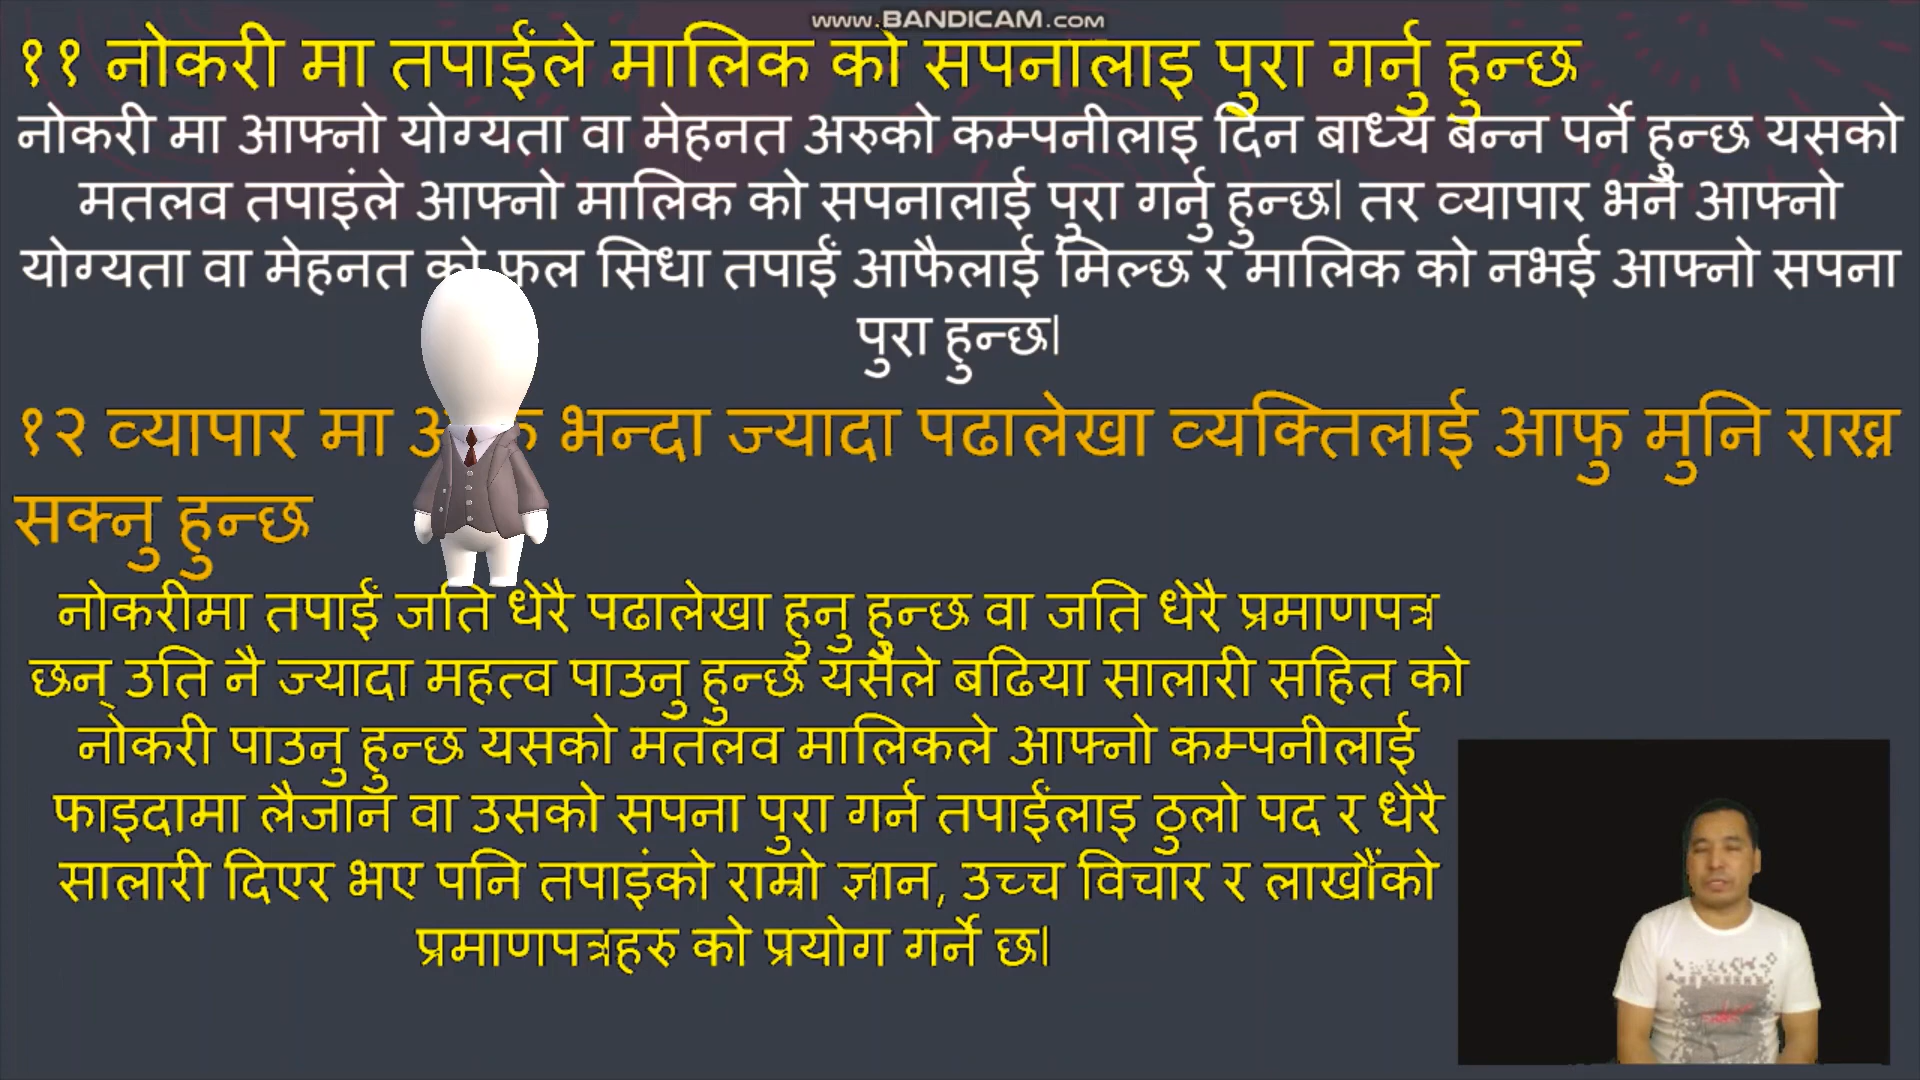 www.BANDICAM.com
११ नोकरी मा तपाईंले मालिक को सपनालाइ पुरा गर्नु हुन्छ
नोकरी मा आफ्नो योग्यता वा मेहनत अरुको कम्पनीलाइ दिन बाध्य बन्न पर्ने हुन्छ यसको
मतलव तपाइंले आफ्नो मालिक को सपनालाई पुरा गर्नु हुन्छ। तर व्यापार भनै आफ्नो
योग्यता वा मेहनत को फल सिधा तपाईं आफैलाई मिल्छ र मालिक को नभई आफ्नो सपना
पुरा हुन्छ।
१२ व्यापार मा भन्दा ज्यादा पढालेखा व्यक्तिलाई आफु मुनि राख्न
सक्नु हुन्छ
नोकरीमा तपाईं जति धेरै पढालेखा हुनु हुन्छ वा जति धेरै प्रमाणपत्र
छन् उति नै ज्यादा महत्व पाउनु हुन्छ यसैले बढिया सालारी सहित को
नोकरी पाउनु हुन्छ यसको मतलव मालिकले आफ्नो कम्पनीलाई
फाइदामा लैजान वा उसको सपना पुरा गर्न तपाईंलाइ ठुलो पद र धेरै
सालारी दिएर भए पनि तपाइंको राम्रो ज्ञान, उच्च विचार र लाखौंको
प्रमाणपत्रहरु को प्रयोग गर्ने छ।